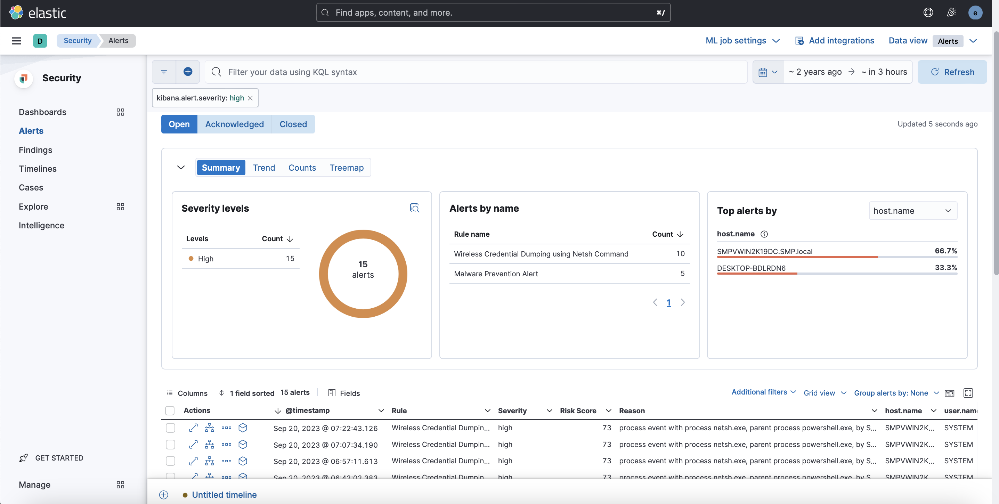 elastic
Find apps, content, and more.
⌘/
e
D
Security
Alerts
ML job settings
Add integrations
Data view
Alerts
Security
Dashboards
Alerts
Findings
Timelines
Cases
Explore
Intelligence
GET STARTED
Manage
Filter your data using KQL syntax
~ 2 years ago → ~ in 3 hours
Refresh
kibana.alert.severity: high ×
Open
Acknowledged
Closed
Updated 5 seconds ago
Summary
Trend
Counts
Treemap
Severity levels
Levels
Count
High
15
15
alerts
Alerts by name
Rule name
Count
Wireless Credential Dumping using Netsh Command
10
Malware Prevention Alert
5
1
Top alerts by
host.name
host.name
SMPVWIN2K19DC.SMP.local
66.7%
DESKTOP-BDLRDN6
33.3%
Columns
1 field sorted
15 alerts
Fields
Additional filters
Grid view
Group alerts by: None
Actions
@timestamp
Rule
Severity
Risk Score
Reason
host.name
user.name
Sep 20, 2023 @ 07:22:43.126 Wireless Credential Dumpin... high 73 process event with process netsh.exe, parent process powershell.exe, by S... SMPVWIN2K... SYSTEM
Sep 20, 2023 @ 07:07:34.190 Wireless Credential Dumpin... high 73 process event with process netsh.exe, parent process powershell.exe, by S... SMPVWIN2K... SYSTEM
Sep 20, 2023 @ 06:57:11.613 Wireless Credential Dumpin... high 73 process event with process netsh.exe, parent process powershell.exe, by S... SMPVWIN2K... SYSTEM
Sep 20, 2023 @ 06:42:02.383 Wireless Credential Dumpin... high 73 process event with process netsh.exe, parent process powershell.exe, by S... SMPVWIN2K... SYSTEM
Untitled timeline